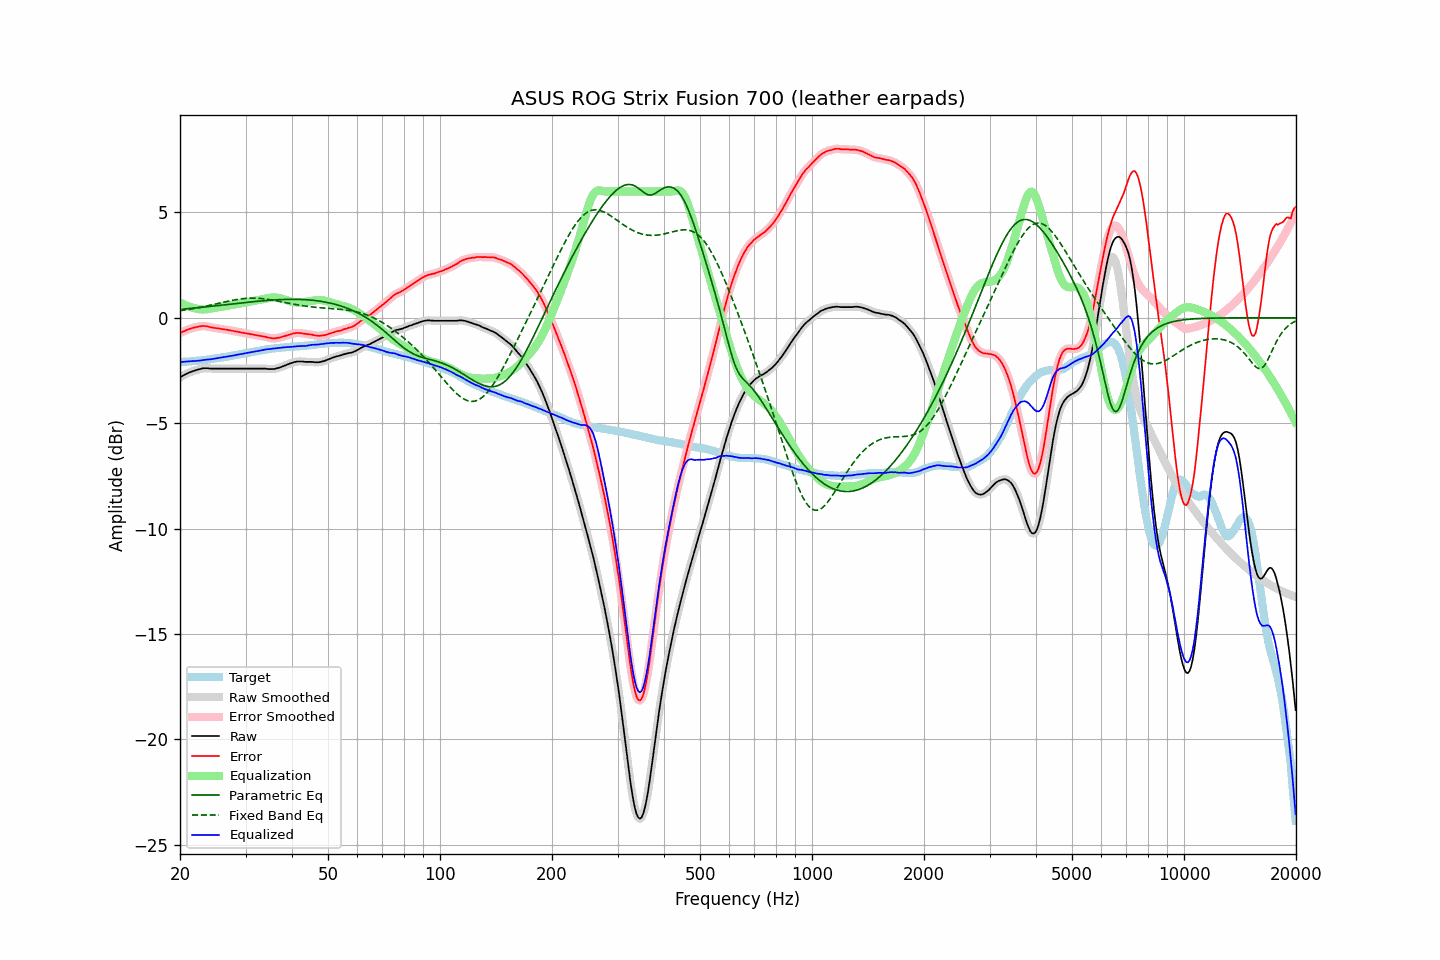 ASUS ROG Strix Fusion 700 (leather earpads)
Amplitude (dBr)
5
0
−5
−10
−15
−20
−25
Target
Raw Smoothed
Error Smoothed
Raw
Error
Equalization
Parametric Eq
Fixed Band Eq
Equalized
20 50 100 200 500 1000 2000 5000 10000 20000
Frequency (Hz)